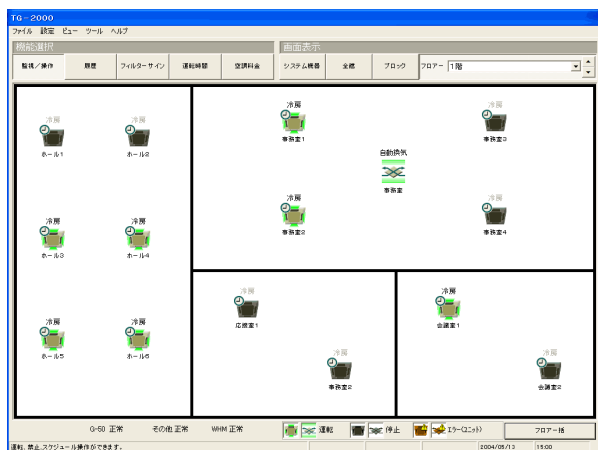 TG-2000
ファイル 設定 ビュー ツール ヘルプ
機能選択 画面表示
監視/操作 履歴 フィルターサイン 運転時間 空調料金 システム機器 全館 ブロック フロアー 1階
冷房 ホール1
冷房 ホール2
冷房 ホール3
冷房 ホール4
冷房 ホール5
冷房 ホール6
冷房 事務室1
冷房 事務室3
自動換気 事務室
冷房 事務室2
冷房 事務室4
冷房 応接室1
冷房 事務室2
冷房 会議室1
冷房 会議室2
G-50 正常 その他 正常 WHM 正常 運転 停止 エラー(ユニット) フロアー括
運転、禁止、スケジュール操作ができます。 2004/05/13 15:00